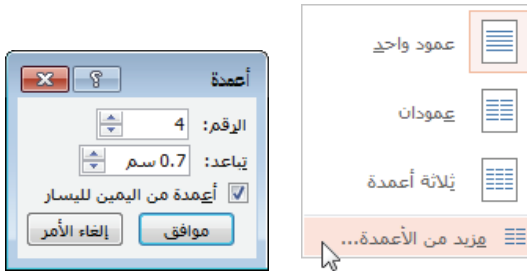 عمود واحد
عمودان
ثلاثة أعمدة
مزيد من الأعمدة...
أعمدة
الرقم: 4
تباعد: 0.7 سم
أعمدة من اليمين لليسار
موافق
إلغاء الأمر